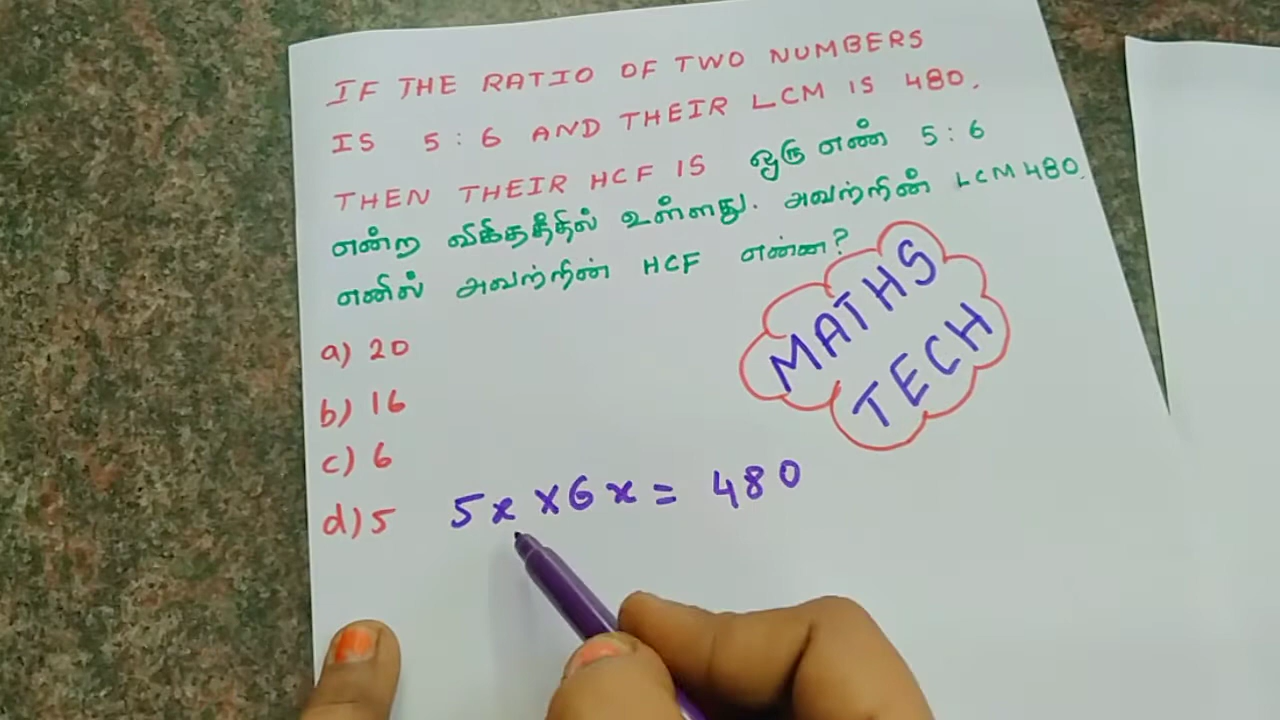 IF THE RATIO OF TWO NUMBERS
IS 5 : 6 AND THEIR LCM IS 480.
THEN THEIR HCF IS ஒரு எண் 5 : 6
என்ற விகிதத்தில் உள்ளது. அவற்றின் LCM 480.
எனில் அவற்றின் HCF என்ன?
MATHS
TECH
a) 20
b) 16
c) 6
d) 5
5x × 6x = 480